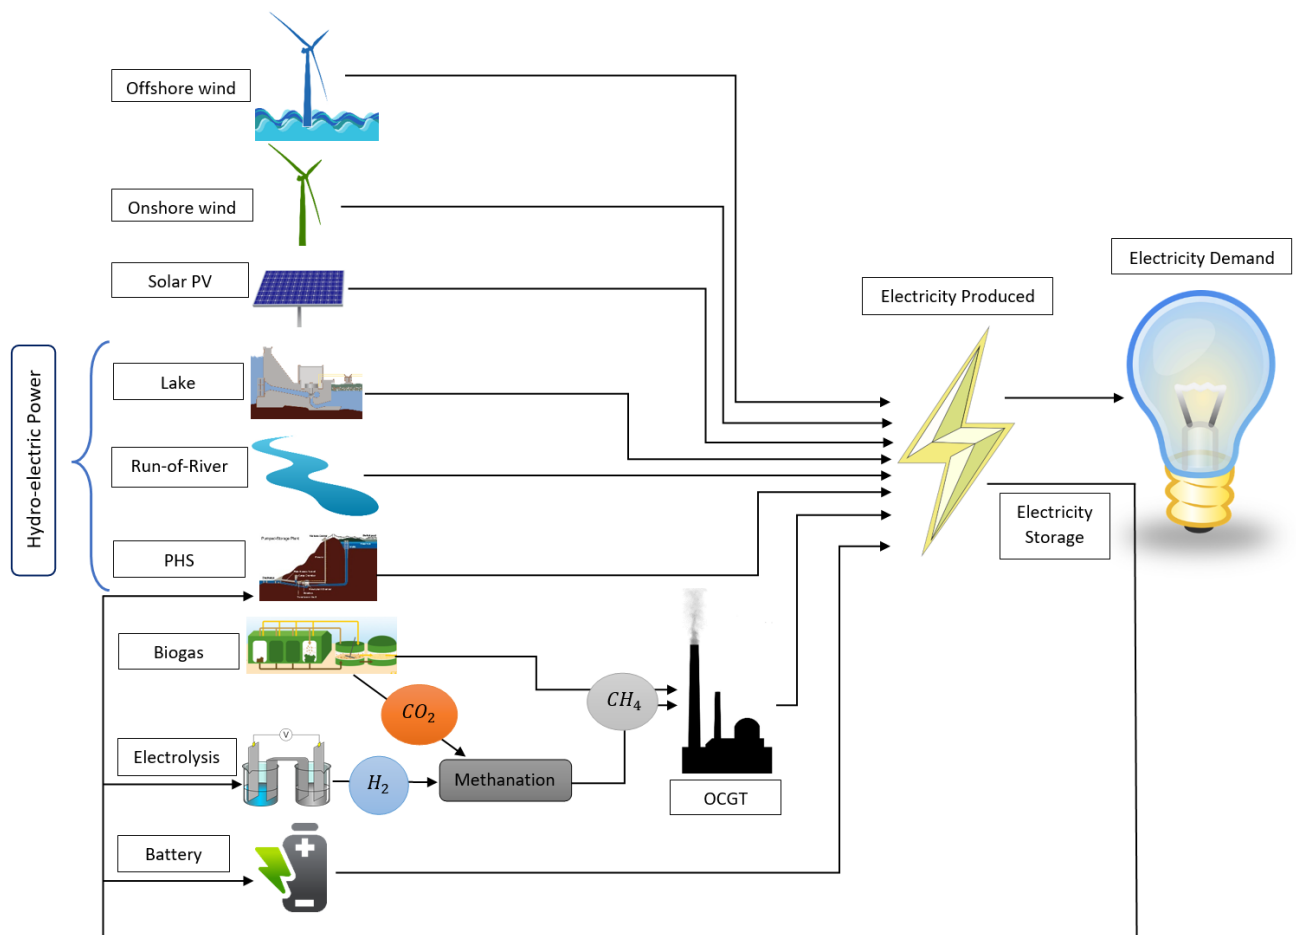 Offshore wind
Onshore wind
Solar PV
Electricity Demand
Electricity Produced
Hydro-electric Power
Lake
Run-of-River
PHS
Electricity
Storage
Biogas
CO₂
CH₄
Electrolysis
V
H₂
Methanation
OCGT
Battery